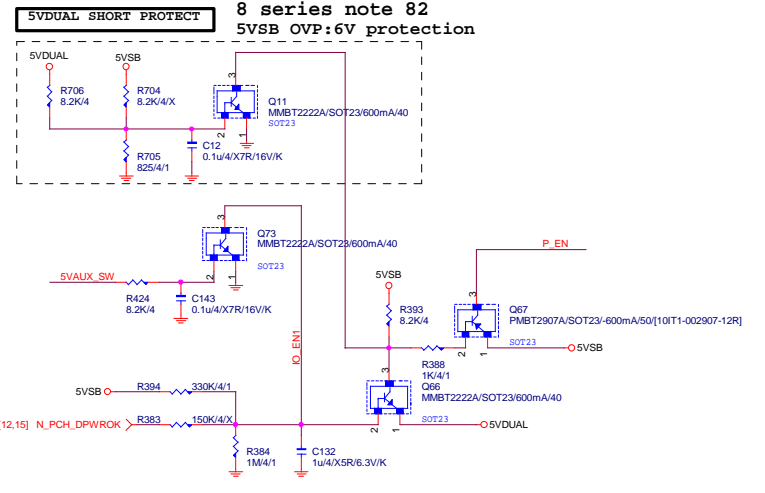 5VDUAL SHORT PROTECT
8 series note 82
5VSB OVP:6V protection
5VDUAL
5VSB
R706
8.2K/4
R704
8.2K/4/X
3
Q11
MMBT2222A/SOT23/600mA/40
SOT23
2
1
R705
825/4/1
C12
0.1u/4/X7R/16V/K
3
Q73
MMBT2222A/SOT23/600mA/40
SOT23
2
1
5VAUX_SW
R424
8.2K/4
C143
0.1u/4/X7R/16V/K
IO_EN1
P_EN
5VSB
R393
8.2K/4
3
Q67
PMBT2907A/SOT23/-600mA/50/[10IT1-002907-12R]
SOT23
2
1
5VSB
R388
1K/4/1
3
Q66
MMBT2222A/SOT23/600mA/40
SOT23
2
1
5VDUAL
5VSB
R394
330K/4/1
[12,15] N_PCH_DPWROK
R383
150K/4/X
R384
1M/4/1
C132
1u/4/X5R/6.3V/K